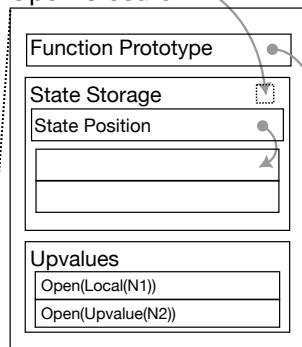 Function Prototype
State Storage
State Position
Upvalues
Open(Local(N1))
Open(Upvalue(N2))